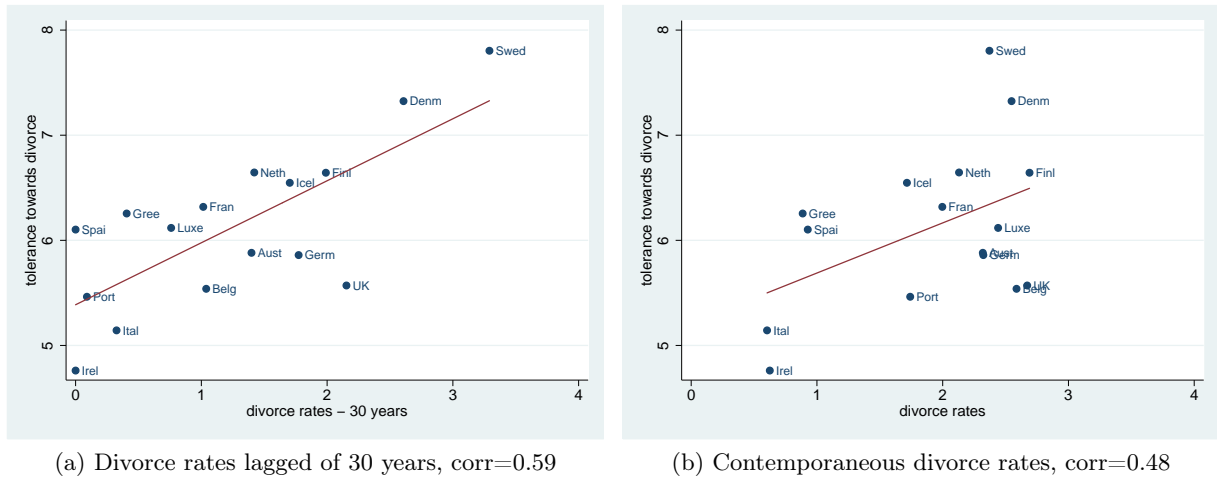 tolerance towards divorce
8
7
6
5
Swed
Denm
Neth
Finl
Icel
Fran
Gree
Luxe
Spai
Aust
Germ
Belg
UK
Port
Ital
Irel
0 1 2 3 4
divorce rates − 30 years
(a) Divorce rates lagged of 30 years, corr=0.59
tolerance towards divorce
8
7
6
5
Swed
Denm
Neth
Finl
Icel
Fran
Gree
Luxe
Spai
Aust
Germ
UK
Belg
Port
Ital
Irel
0 1 2 3 4
divorce rates
(b) Contemporaneous divorce rates, corr=0.48